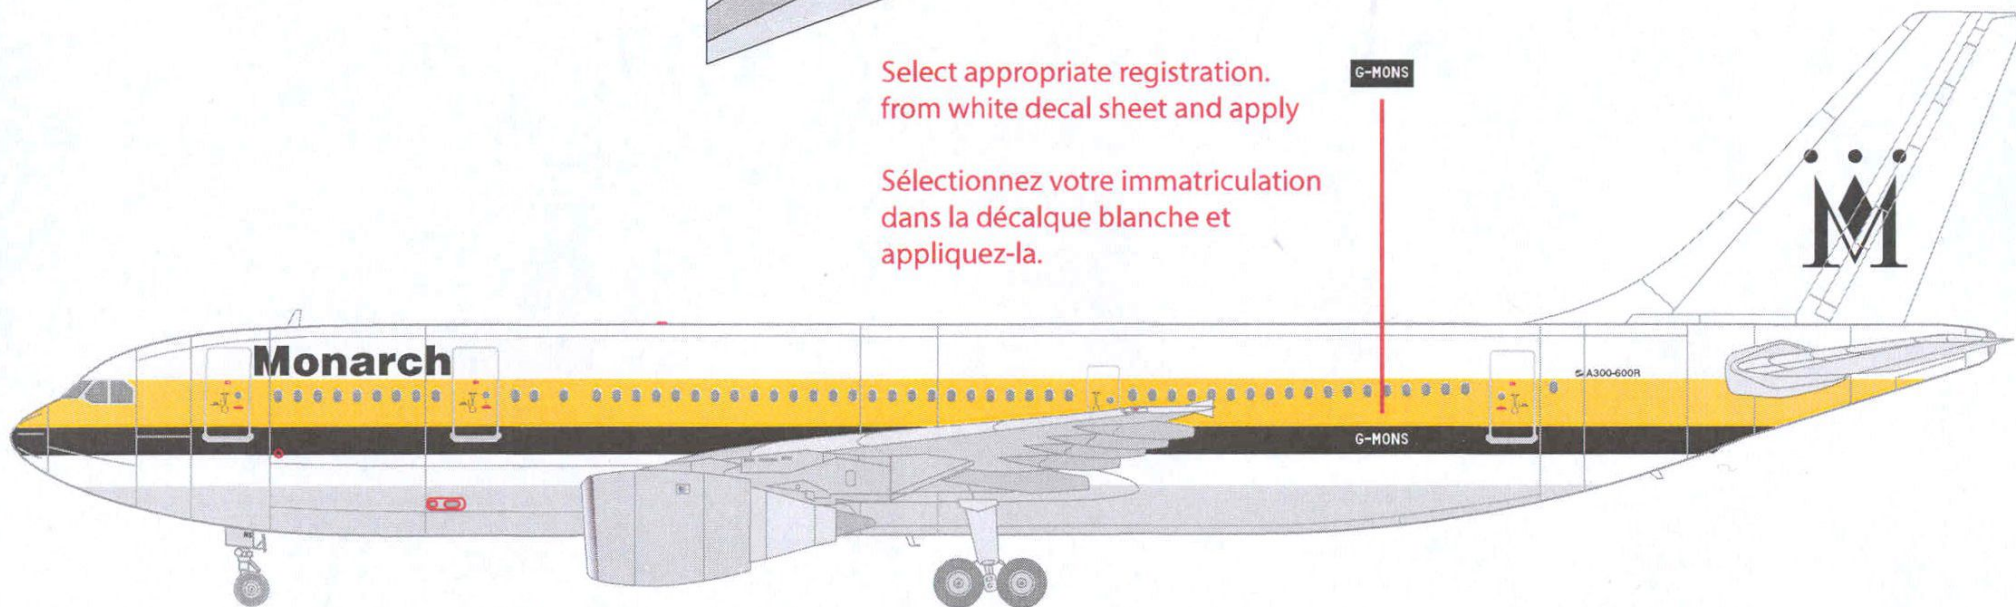 Select appropriate registration.
from white decal sheet and apply
G-MONS
Sélectionnez votre immatriculation
dans la décalque blanche et
appliquez-la.
M
Monarch
A300-600R
G-MONS